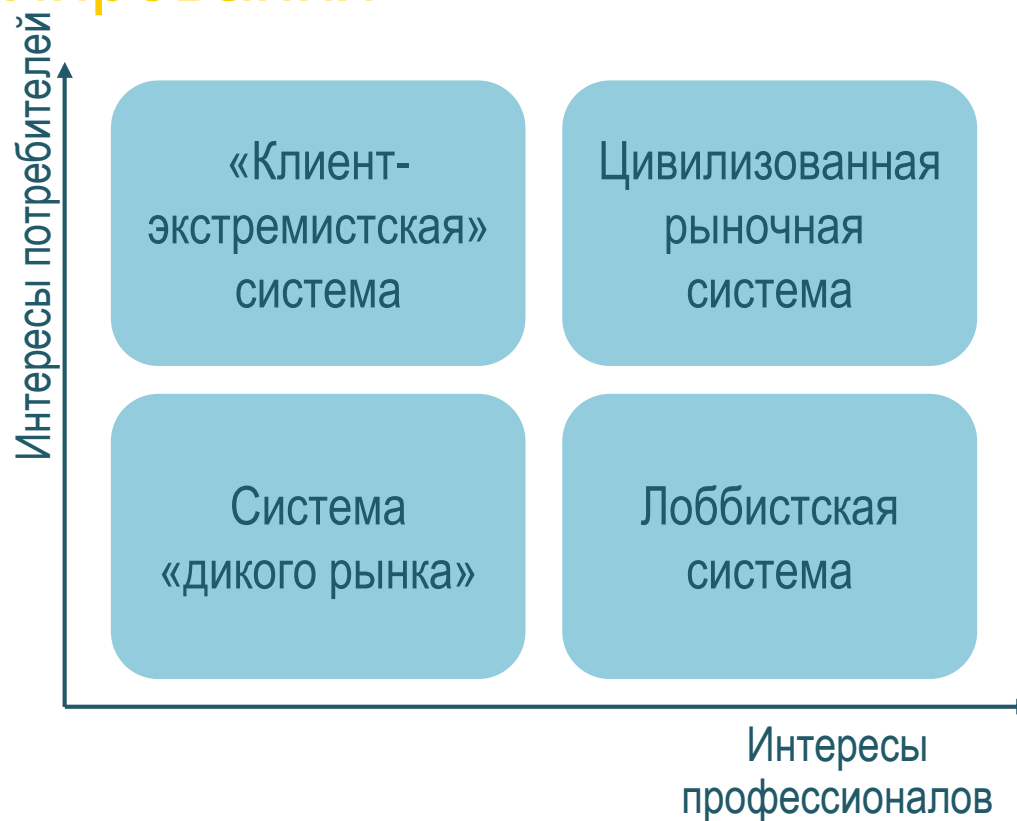 Интересы потребителей
«Клиент-
экстремистская»
система
Цивилизованная
рыночная
система
Система
«дикого рынка»
Лоббистская
система
Интересы
профессионалов